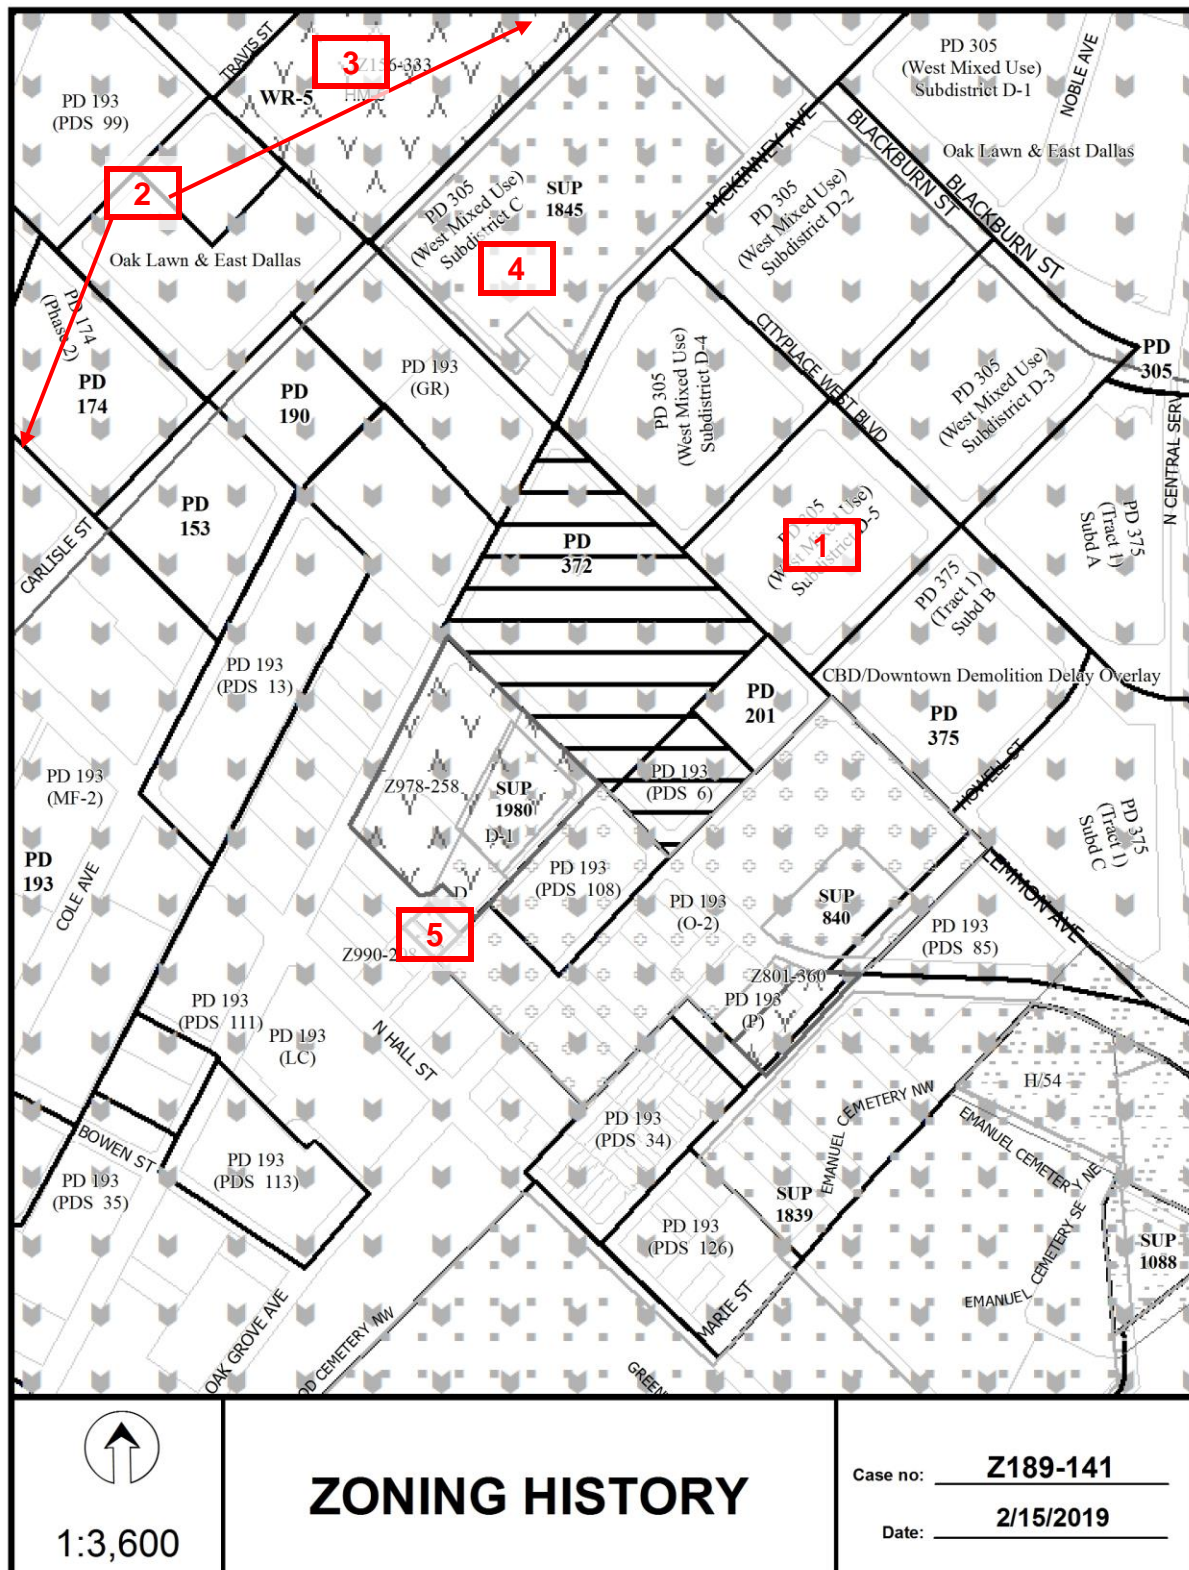 TRAVIS ST
3
Z156-333
WR-5
PD 193
(PDS 99)
PD 305
(West Mixed Use)
Subdistrict D-1
NOBLE AVE
BLACKBURN ST
Oak Lawn & East Dallas
BLACKBURN ST
MCKINNEY AVE
2
PD 305
(West Mixed Use)
Subdistrict C
SUP
1845
PD 305
(West Mixed Use)
Subdistrict D-2
Oak Lawn & East Dallas
4
PD 174
(Phase 2)
PD
174
PD
190
PD 193
(GR)
PD 305
(West Mixed Use)
Subdistrict D-4
CITYPLACE WEST BLVD
PD 305
(West Mixed Use)
Subdistrict D-3
PD
305
N CENTRAL SERV
CARLISLE ST
PD
153
PD
372
PD 305
(West Mixed Use)
Subdistrict D-5
1
PD 375
(Tract 1)
Subd A
PD 375
(Tract 1)
Subd B
PD 193
(PDS 13)
CBD/Downtown Demolition Delay Overlay
PD
201
PD
375
PD 193
(MF-2)
Z978-258
SUP
1980
D-1
PD 193
(PDS 6)
HOWELL ST
PD 375
(Tract 1)
Subd C
PD
193
COLE AVE
D
PD 193
(PDS 108)
PD 193
(O-2)
SUP
840
LEMMON AVE
5
PD 193
(PDS 85)
Z801-360
PD 193
(P)
PD 193
(PDS 111)
PD 193
(LC)
N HALL ST
H/54
EMANUEL CEMETERY NW
EMANUEL CEMETERY NE
BOWEN ST
PD 193
(PDS 34)
PD 193
(PDS 35)
PD 193
(PDS 113)
SUP
1839
PD 193
(PDS 126)
EMANUEL CEMETERY SE
SUP
1088
EMANUEL CEMETERY
MARIE ST
OAK GROVE AVE
OD CEMETERY NW
GREEN
1:3,600
ZONING HISTORY
Case no: Z189-141
Date: 2/15/2019